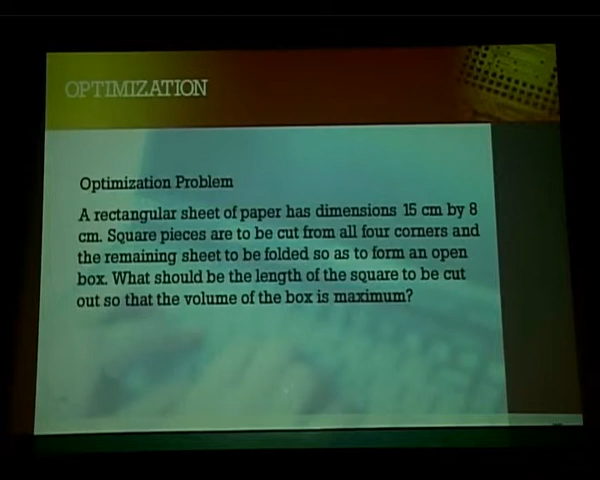 OPTIMIZATION
Optimization Problem
A rectangular sheet of paper has dimensions 15 cm by 8
cm. Square pieces are to be cut from all four corners and
the remaining sheet to be folded so as to form an open
box. What should be the length of the square to be cut
out so that the volume of the box is maximum?